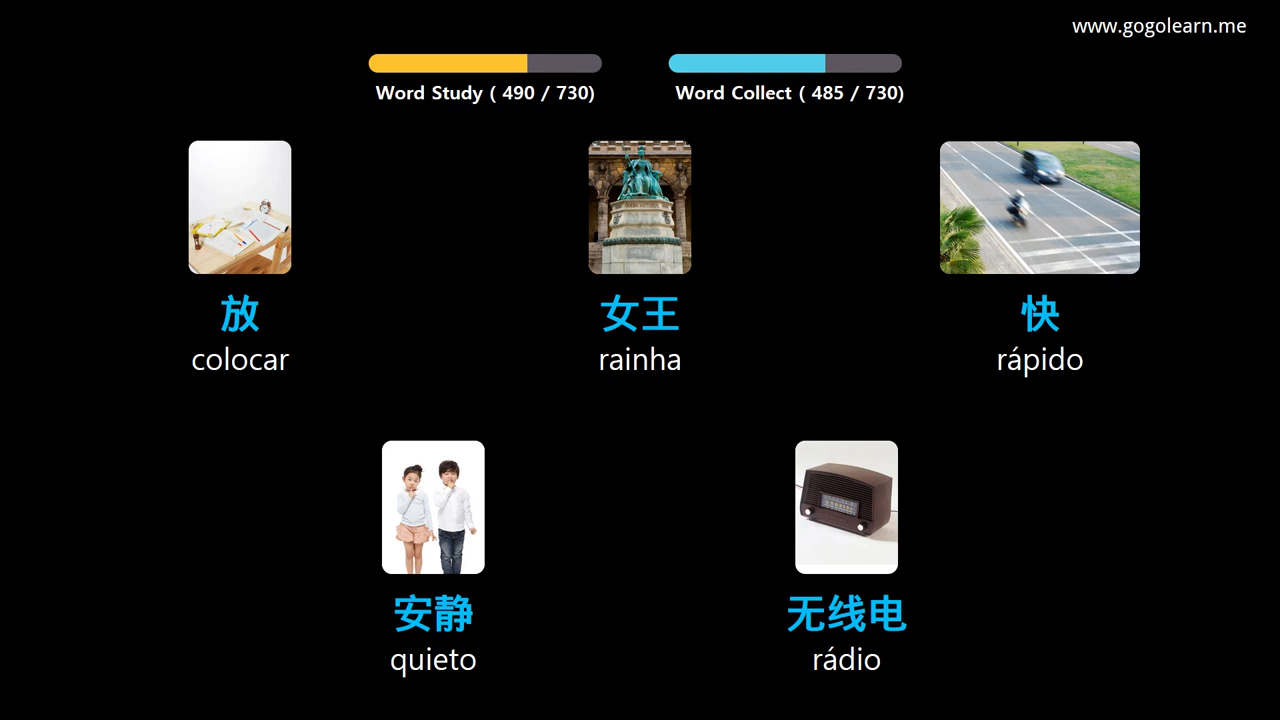 www.gogolearn.me
Word Study ( 490 / 730)
Word Collect ( 485 / 730)
放
colocar
女王
rainha
快
rápido
安静
quieto
无线电
rádio